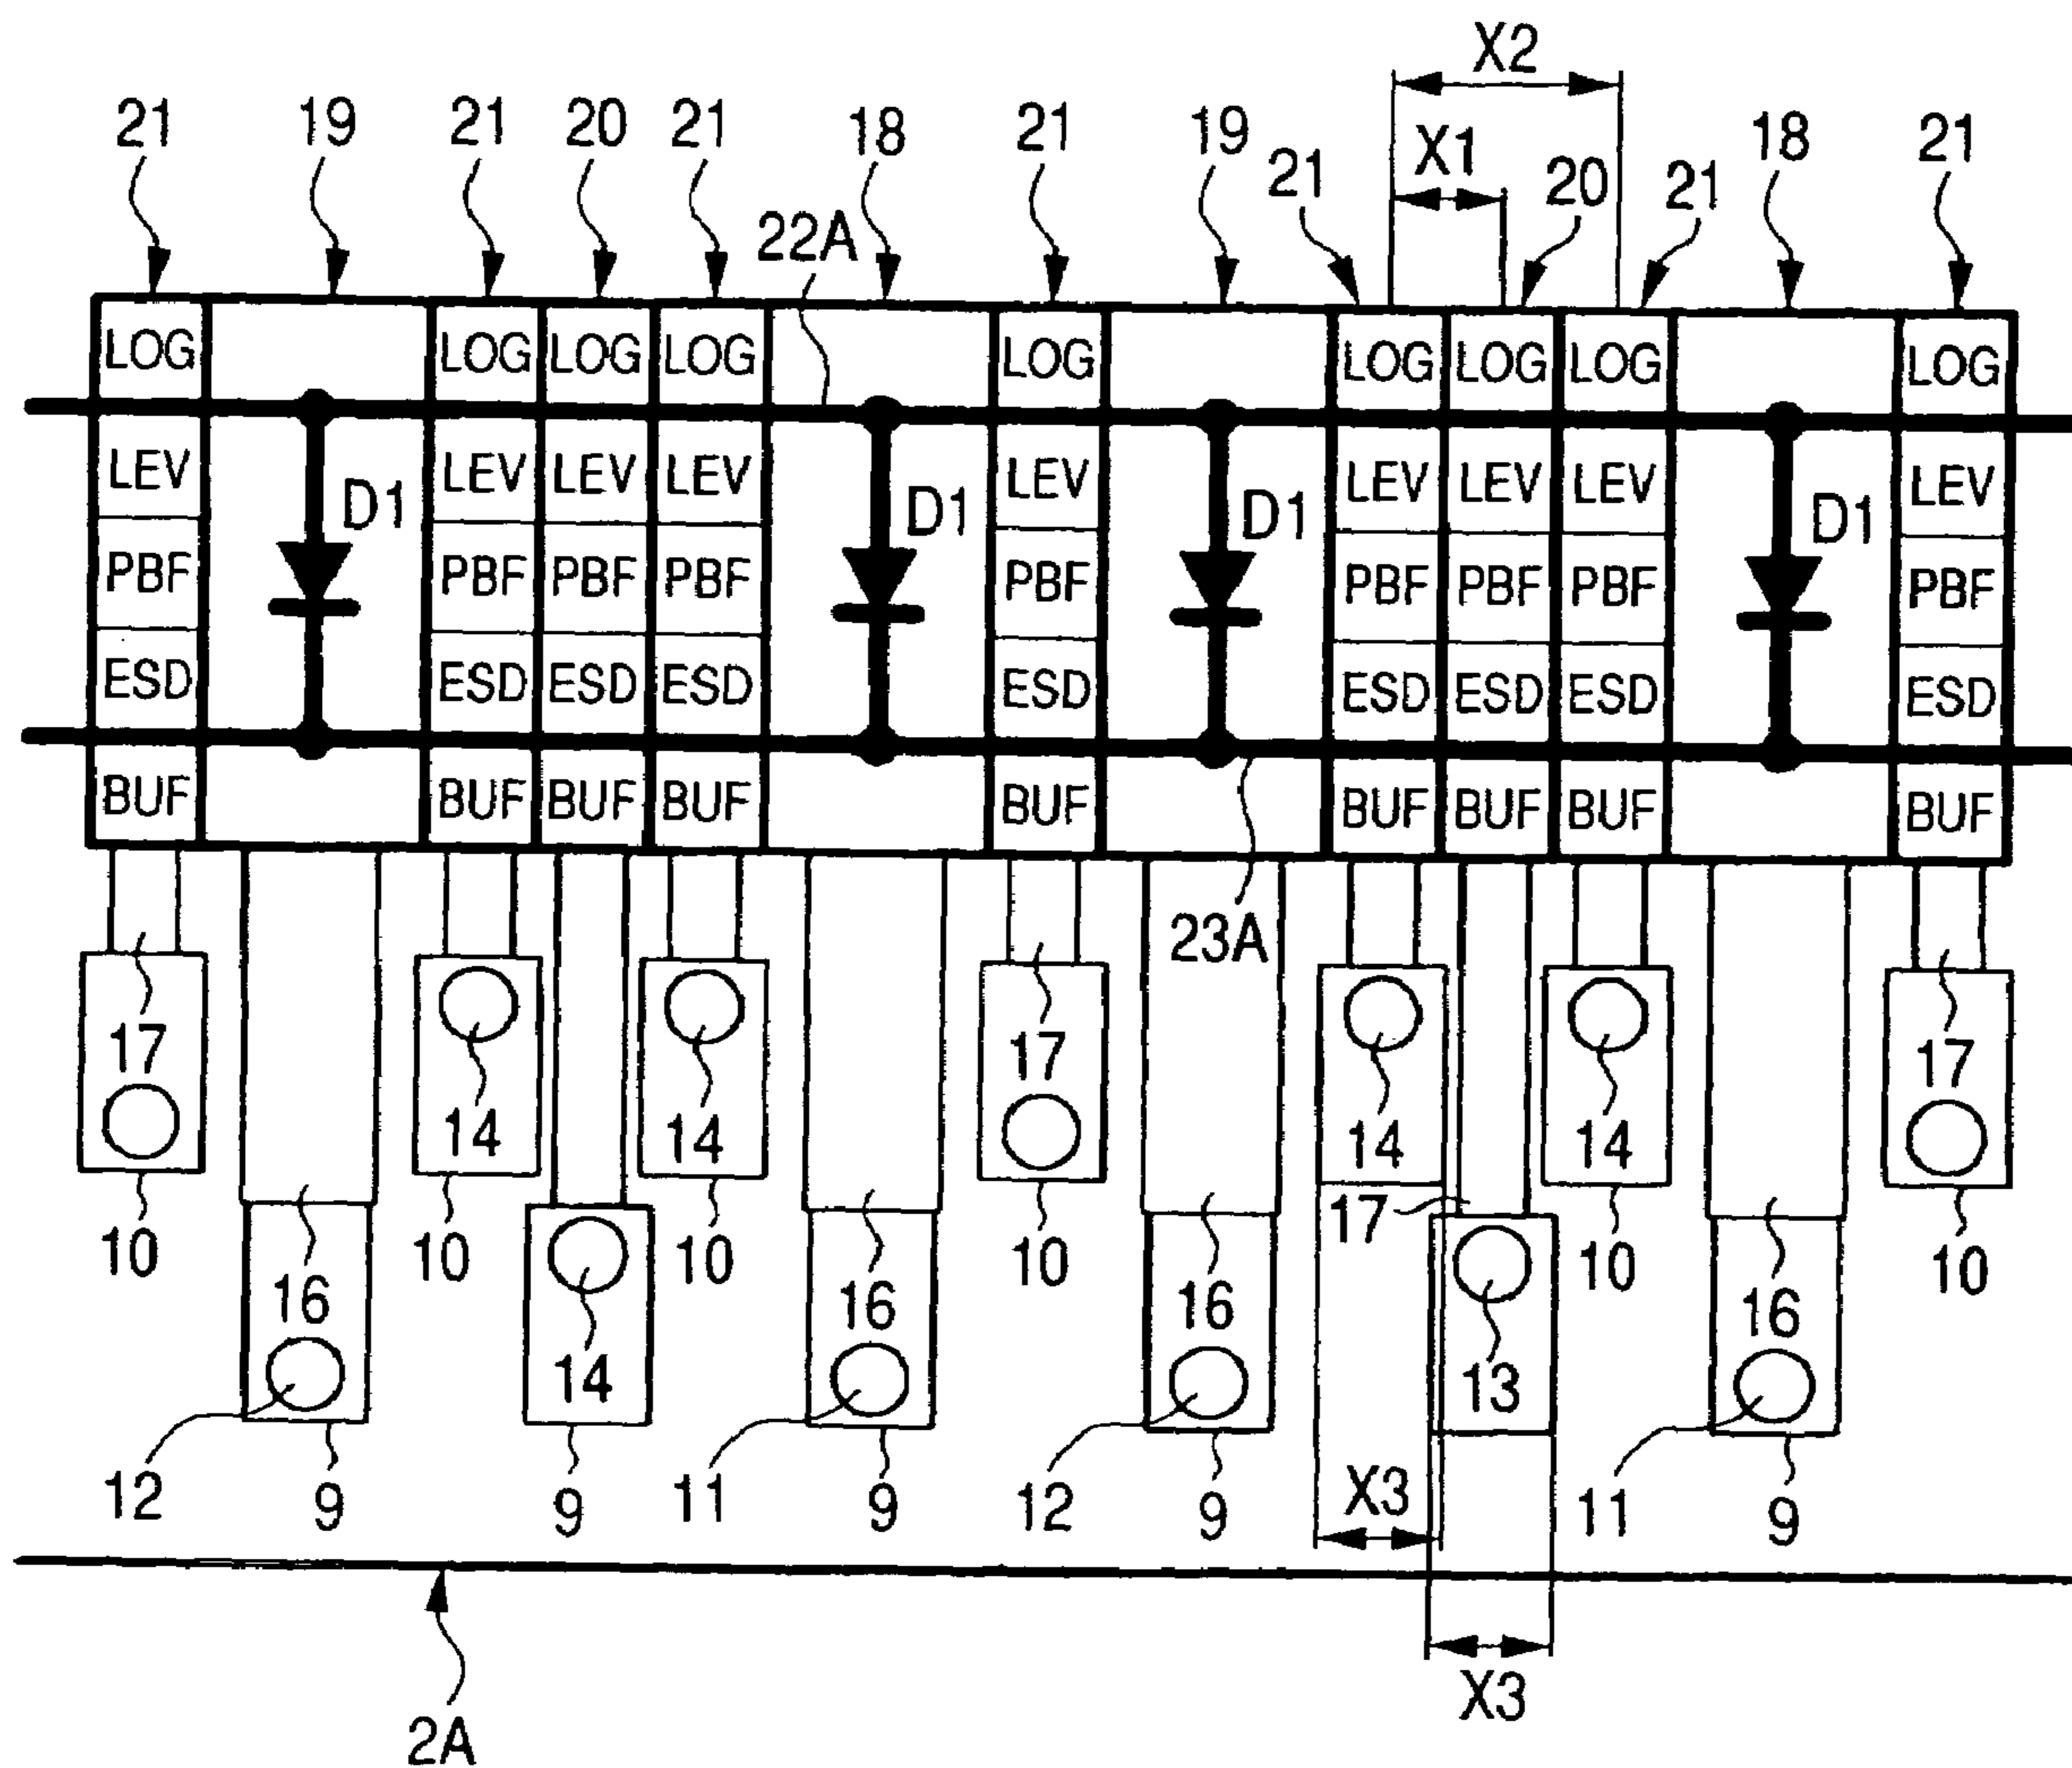 X2
21 19 21 20 21 18 21 19 21 X1 20 21 18 21
22A
LOG LOG LOG LOG LOG LOG LOG LOG LOG
LEV LEV LEV LEV LEV LEV LEV LEV LEV
D1 D1 D1 D1
PBF PBF PBF PBF PBF PBF PBF PBF PBF
ESD ESD ESD ESD ESD ESD ESD ESD ESD
BUF BUF BUF BUF BUF BUF BUF BUF BUF
23A
17 14 14 17 14 14 17
10 10 10 10 17 10 10
16 14 16 16 13 16
12 9 9 11 9 12 9 X3 11 9
X3
2A